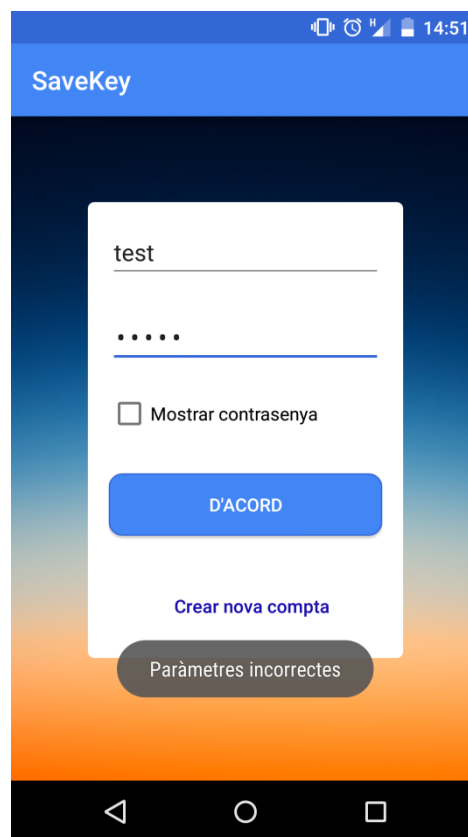 H 14:51
SaveKey
test
•••••
Mostrar contrasenya
D'ACORD
Crear nova compta
Paràmetres incorrectes